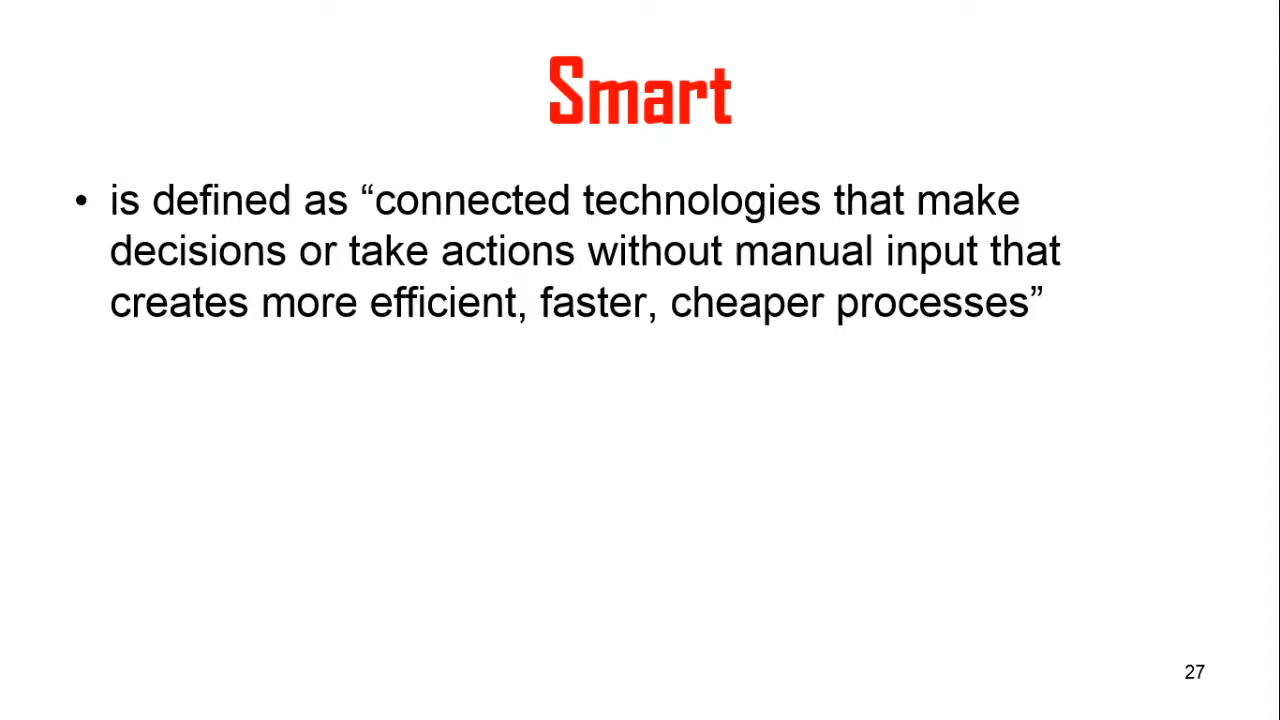 Smart
• is defined as “connected technologies that make
decisions or take actions without manual input that
creates more efficient, faster, cheaper processes”
27